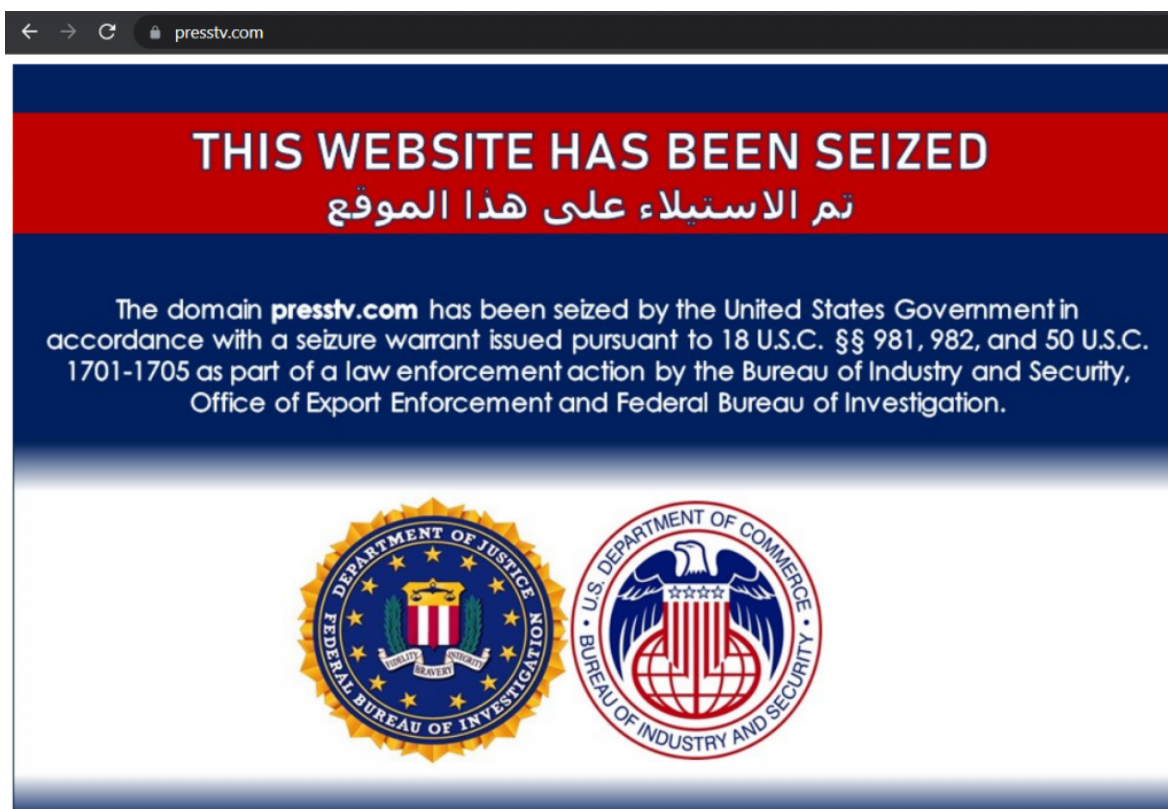 presstv.com
THIS WEBSITE HAS BEEN SEIZED
تم الاستيلاء على هذا الموقع
The domain presstv.com has been seized by the United States Government in
accordance with a seizure warrant issued pursuant to 18 U.S.C. §§ 981, 982, and 50 U.S.C.
1701-1705 as part of a law enforcement action by the Bureau of Industry and Security,
Office of Export Enforcement and Federal Bureau of Investigation.
DEPARTMENT OF JUSTICE
FEDERAL BUREAU OF INVESTIGATION
FIDELITY BRAVERY INTEGRITY
U.S. DEPARTMENT OF COMMERCE
BUREAU OF INDUSTRY AND SECURITY